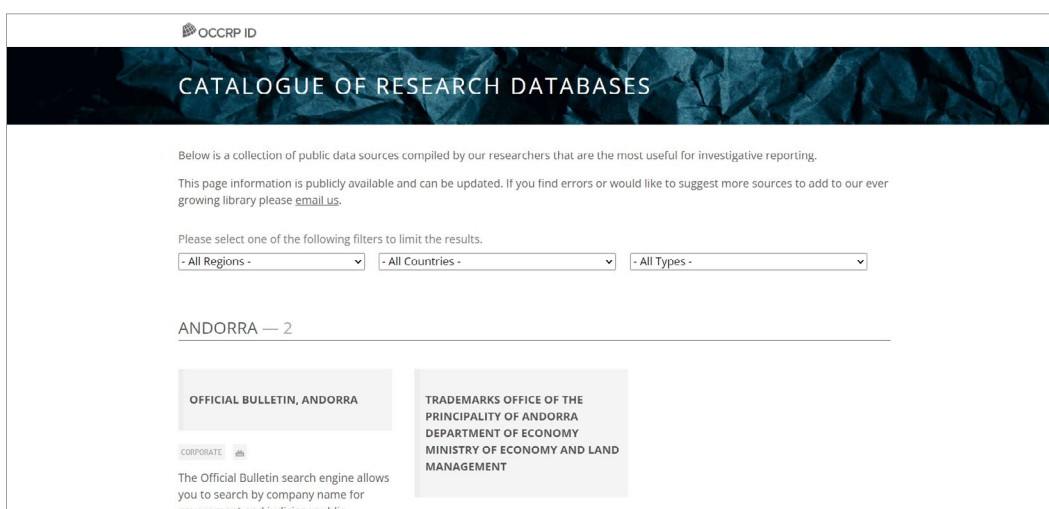 OCCRP ID
CATALOGUE OF RESEARCH DATABASES
Below is a collection of public data sources compiled by our researchers that are the most useful for investigative reporting.
This page information is publicly available and can be updated. If you find errors or would like to suggest more sources to add to our ever
growing library please email us.
Please select one of the following filters to limit the results.
- All Regions -
- All Countries -
- All Types -
ANDORRA — 2
OFFICIAL BULLETIN, ANDORRA
CORPORATE
The Official Bulletin search engine allows
you to search by company name for
TRADEMARKS OFFICE OF THE
PRINCIPALITY OF ANDORRA
DEPARTMENT OF ECONOMY
MINISTRY OF ECONOMY AND LAND
MANAGEMENT